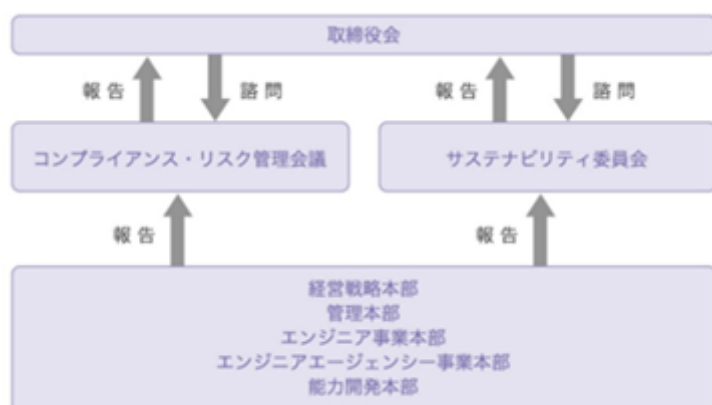 取締役会
報告
諮問
報告
諮問
コンプライアンス・リスク管理会議
サステナビリティ委員会
報告
報告
経営戦略本部
管理本部
エンジニア事業本部
エンジニアエージェンシー事業本部
能力開発本部